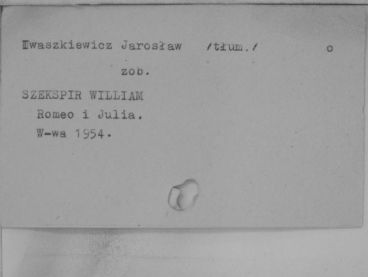 Iwaszkiewicz Jarosław /tłum./ o
zob.
SZEKSPIR WILLIAM
Romeo i Julia.
W-wa 1954.